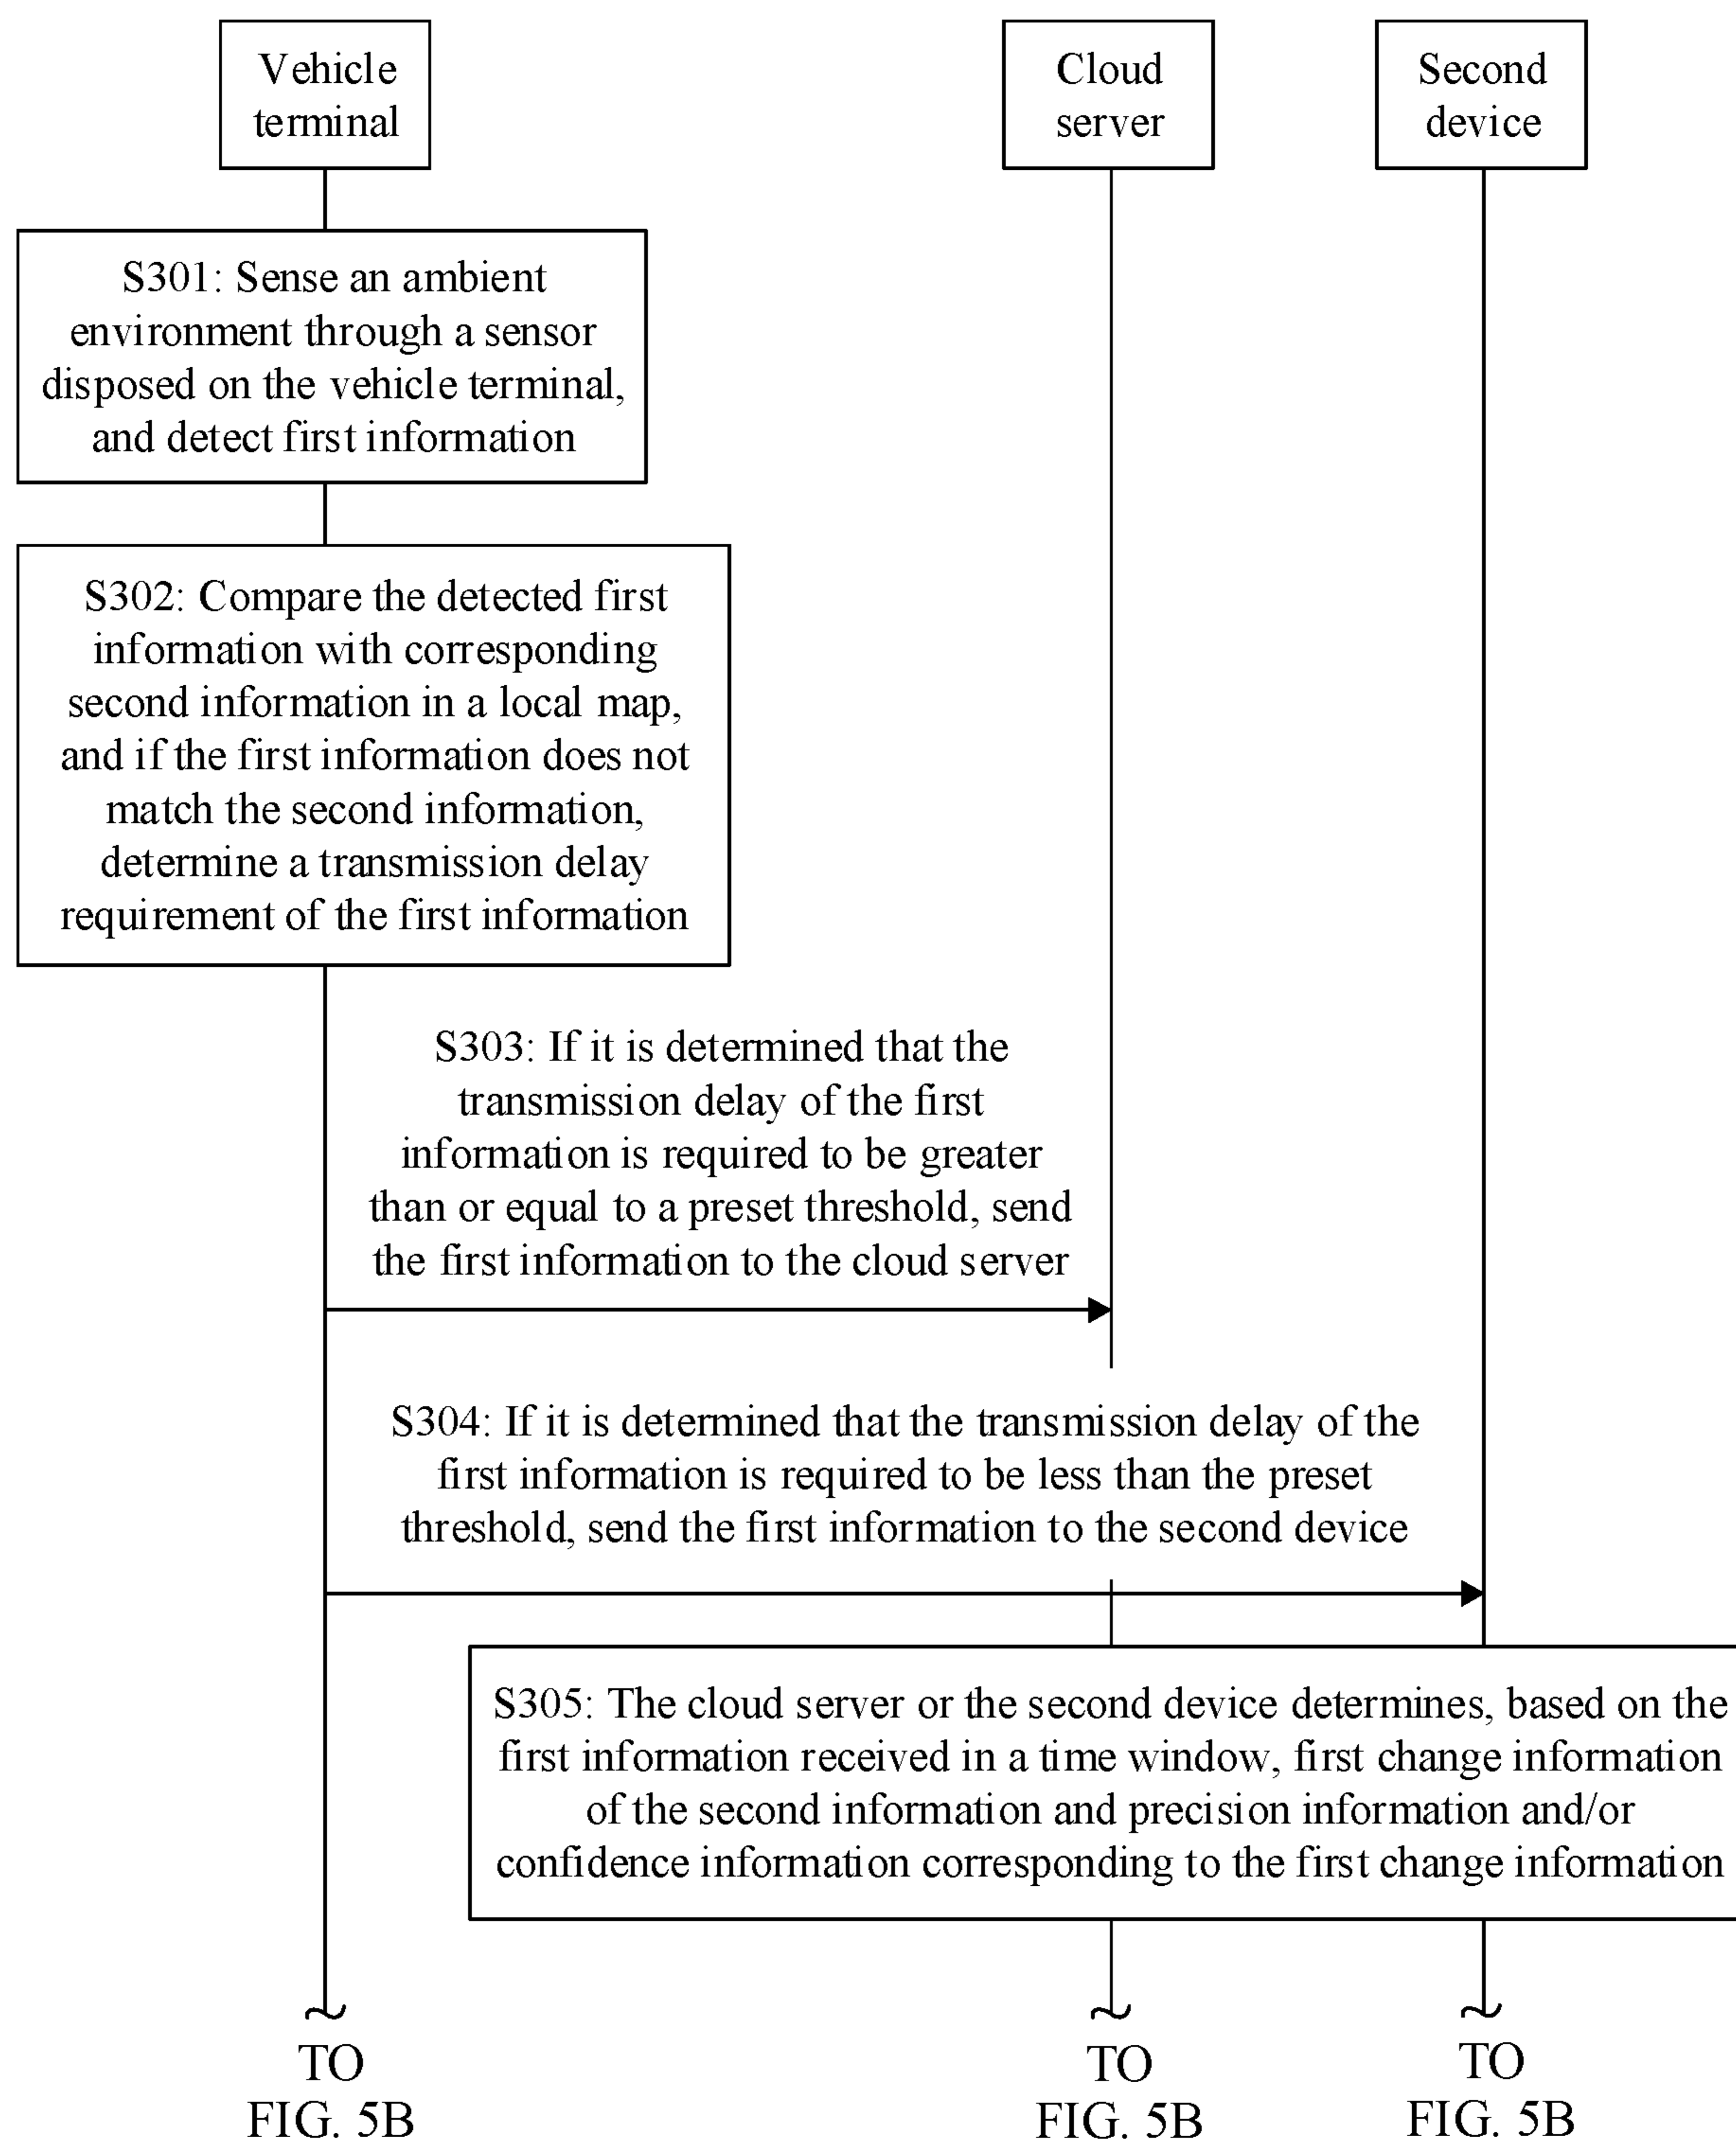 Vehicle
terminal
Cloud
server
Second
device
S301: Sense an ambient
environment through a sensor
disposed on the vehicle terminal,
and detect first information
S302: Compare the detected first
information with corresponding
second information in a local map,
and if the first information does not
match the second information,
determine a transmission delay
requirement of the first information
S303: If it is determined that the
transmission delay of the first
information is required to be greater
than or equal to a preset threshold, send
the first information to the cloud server
S304: If it is determined that the transmission delay of the
first information is required to be less than the preset
threshold, send the first information to the second device
S305: The cloud server or the second device determines, based on the
first information received in a time window, first change information
of the second information and precision information and/or
confidence information corresponding to the first change information
TO
FIG. 5B
TO
FIG. 5B
TO
FIG. 5B